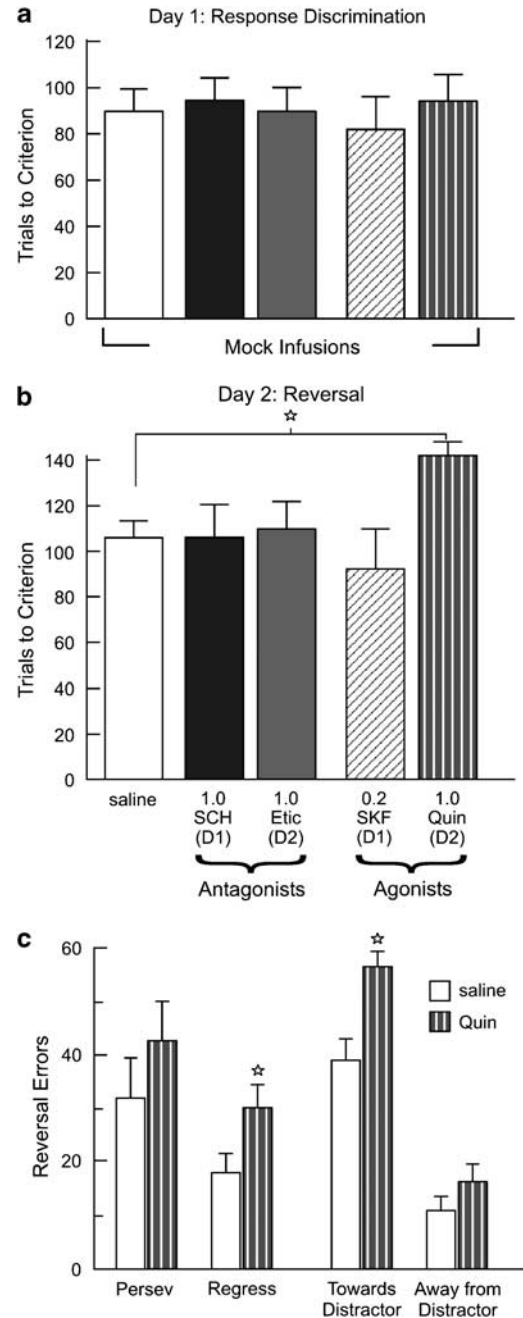 a Day 1: Response Discrimination
Trials to Criterion
120
100
80
60
40
20
0
Mock Infusions
b Day 2: Reversal
☆
Trials to Criterion
140
120
100
80
60
40
20
0
saline 1.0 1.0 0.2 1.0
SCH Etic SKF Quin
(D1) (D2) (D1) (D2)
Antagonists Agonists
c
Reversal Errors
60
40
20
0
☆ ☆
saline
Quin
Persev Regress Towards Away from
Distractor Distractor